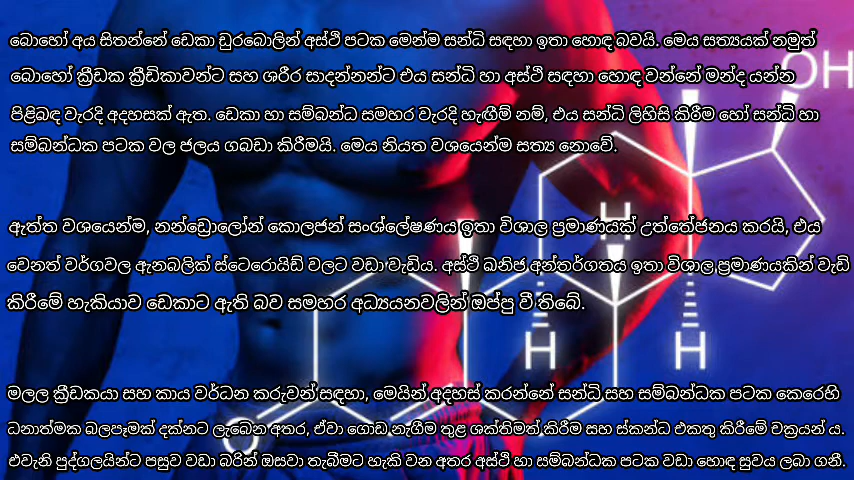 බොහෝ අය සිතන්නේ ඩෙකා ඩුරබොලින් අස්ථි පටක මෙන්ම සන්ධි සඳහා ඉතා හොඳ බවයි. මෙය සත්‍යයක් නමුත්
බොහෝ ක්‍රීඩක ක්‍රීඩිකාවන්ට සහ ශරීර සාදන්නන්ට එය සන්ධි හා අස්ථි සඳහා හොඳ වන්නේ මන්ද යන්න
පිළිබඳ වැරදි අදහසක් ඇත. ඩෙකා හා සම්බන්ධ සමහර වැරදි හැඟීම් නම්, එය සන්ධි ලිහිසි කිරීම හෝ සන්ධි හා
සම්බන්ධක පටක වල ජලය ගබඩා කිරීමයි. මෙය නියත වශයෙන්ම සත්‍ය නොවේ.
ඇත්ත වශයෙන්ම, නන්ඩ්‍රොලෝන් කොලජන් සංශ්ලේෂණය ඉතා විශාල ප්‍රමාණයක් උත්තේජනය කරයි, එය
වෙනත් වර්ගවල ඇනබලික් ස්ටෙරොයිඩ් වලට වඩා වැඩිය. අස්ථි ඛනිජ අන්තර්ගතය ඉතා විශාල ප්‍රමාණයකින් වැඩි
කිරීමේ හැකියාව ඩෙකාට ඇති බව සමහර අධ්‍යයනවලින් ඔප්පු වී තිබේ.
OH
H
H
H
O
මලල ක්‍රීඩකයා සහ කාය වර්ධන කරුවන් සඳහා, මෙයින් අදහස් කරන්නේ සන්ධි සහ සම්බන්ධක පටක කෙරෙහි
ධනාත්මක බලපෑමක් දක්නට ලැබෙන අතර, ඒවා ගොඩ නැගීම තුළ ශක්තිමත් කිරීම සහ ස්කන්ධ එකතු කිරීමේ චක්‍රයන් ය.
එවැනි පුද්ගලයින්ට පසුව වඩා බරින් ඔසවා තැබීමට හැකි වන අතර අස්ථි හා සම්බන්ධක පටක වඩා හොඳ සුවය ලබා ගනී.